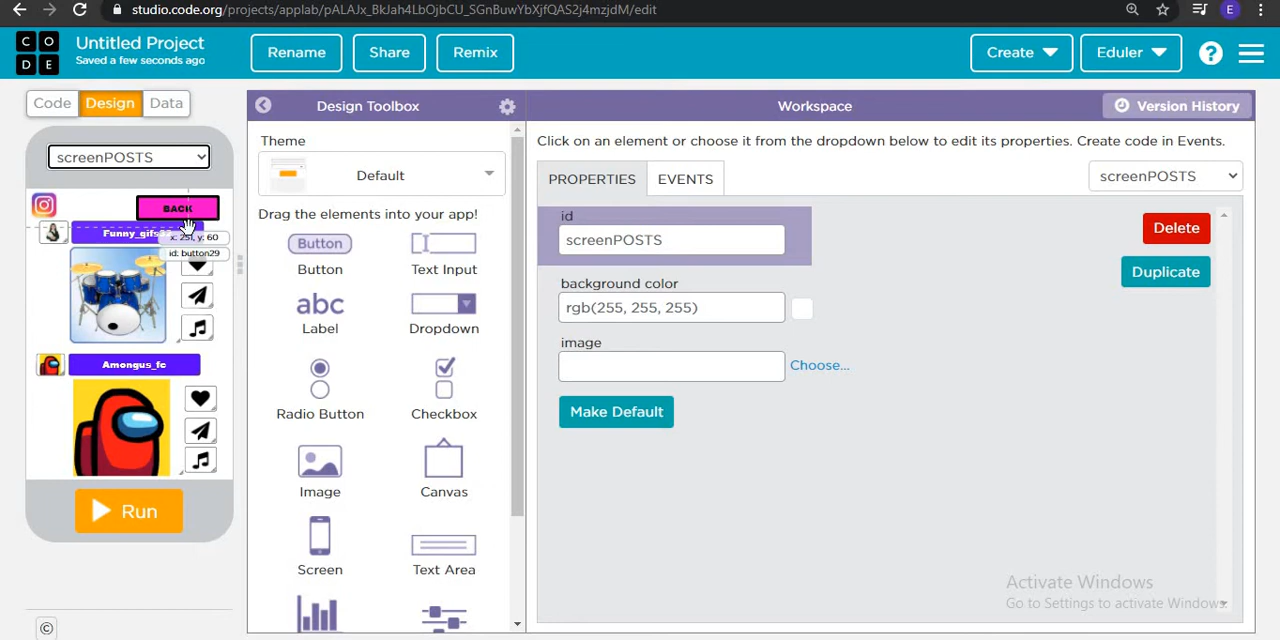 studio.code.org/projects/applab/pALAJx_BkJah4LbOjbCU_SGnBuwYbXjfQAS2j4mzjdM/edit
E
C O
D E
Untitled Project
Saved a few seconds ago
Rename
Share
Remix
Create
Eduler
?
Code
Design
Data
Design Toolbox
Workspace
Version History
screenPOSTS
Theme
Default
Click on an element or choose it from the dropdown below to edit its properties. Create code in Events.
PROPERTIES
EVENTS
screenPOSTS
BACK
x: 251, y: 60
id: button29
Amongus_fc
Run
Drag the elements into your app!
Button
Button
Text Input
abc
Label
Dropdown
Radio Button
Checkbox
Image
Canvas
Screen
Text Area
id
screenPOSTS
Delete
Duplicate
background color
rgb(255, 255, 255)
image
Choose...
Make Default
Activate Windows
Go to Settings to activate Windows.